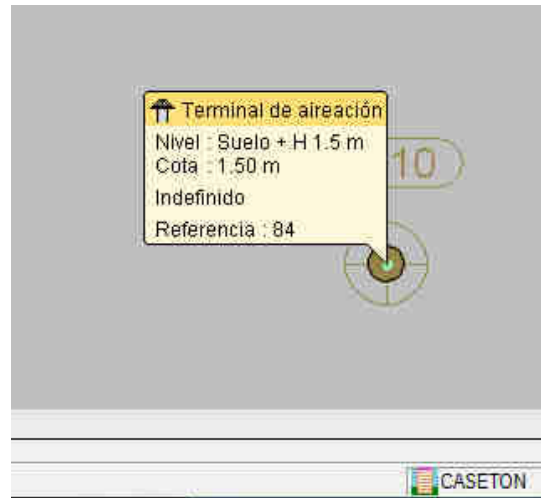 Terminal de aireación
Nivel : Suelo + H 1.5 m
Cota : 1.50 m
10
Indefinido
Referencia : 84
CASETON